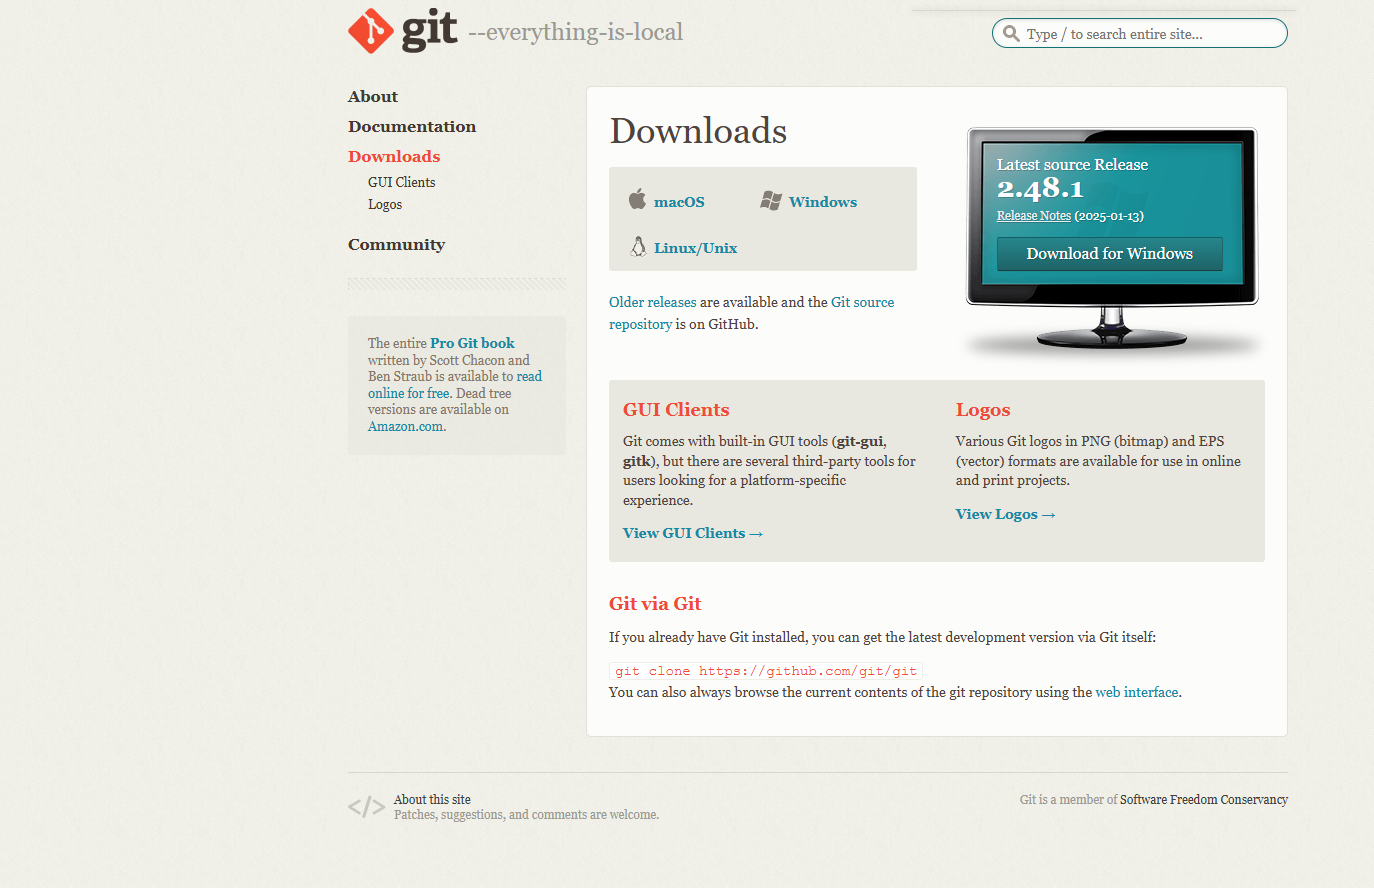 git --everything-is-local
Type / to search entire site...
About
Documentation
Downloads
GUI Clients
Logos
Community
The entire Pro Git book
written by Scott Chacon and
Ben Straub is available to read
online for free. Dead tree
versions are available on
Amazon.com.
Downloads
macOS
Windows
Linux/Unix
Older releases are available and the Git source
repository is on GitHub.
Latest source Release
2.48.1
Release Notes (2025-01-13)
Download for Windows
GUI Clients
Git comes with built-in GUI tools (git-gui,
gitk), but there are several third-party tools for
users looking for a platform-specific
experience.
View GUI Clients →
Logos
Various Git logos in PNG (bitmap) and EPS
(vector) formats are available for use in online
and print projects.
View Logos →
Git via Git
If you already have Git installed, you can get the latest development version via Git itself:
git clone https://github.com/git/git
You can also always browse the current contents of the git repository using the web interface.
</> About this site
Patches, suggestions, and comments are welcome.
Git is a member of Software Freedom Conservancy